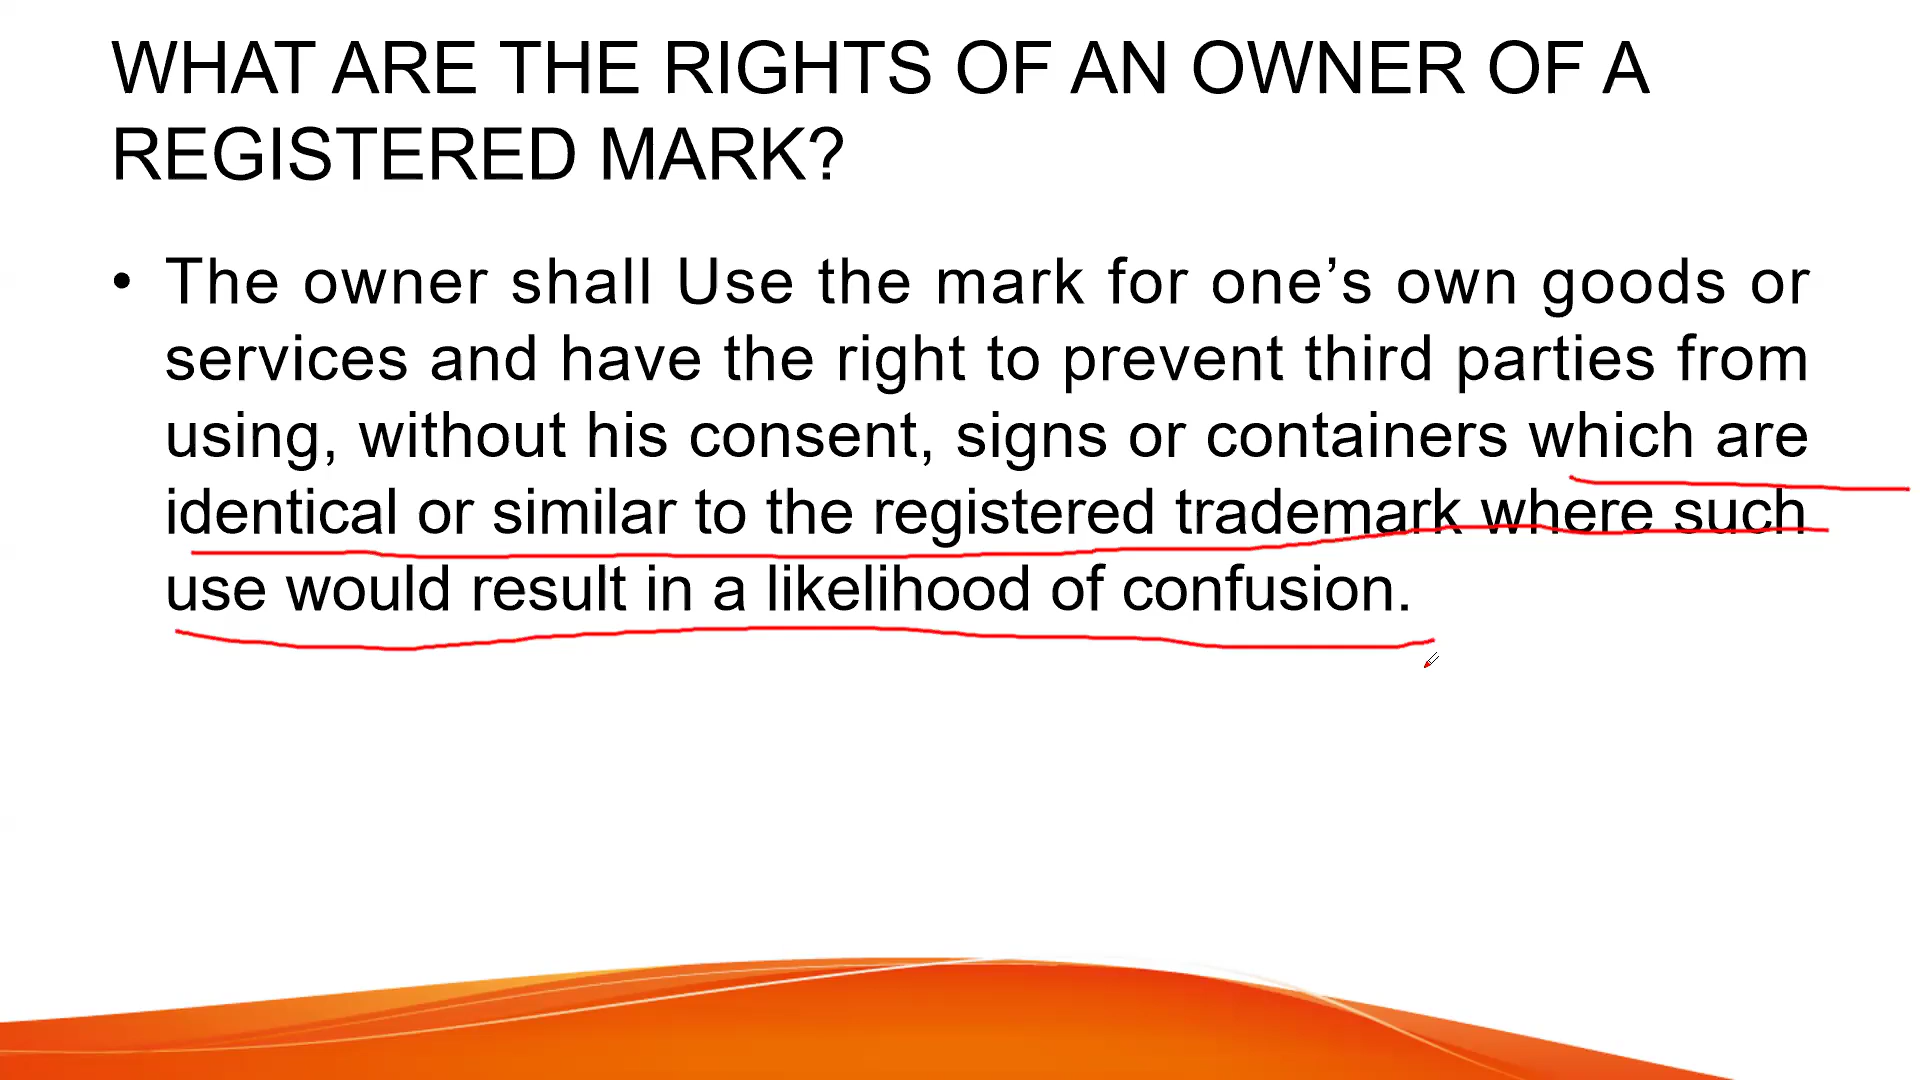 WHAT ARE THE RIGHTS OF AN OWNER OF A
REGISTERED MARK?
• The owner shall Use the mark for one’s own goods or
services and have the right to prevent third parties from
using, without his consent, signs or containers which are
identical or similar to the registered trademark where such
use would result in a likelihood of confusion.